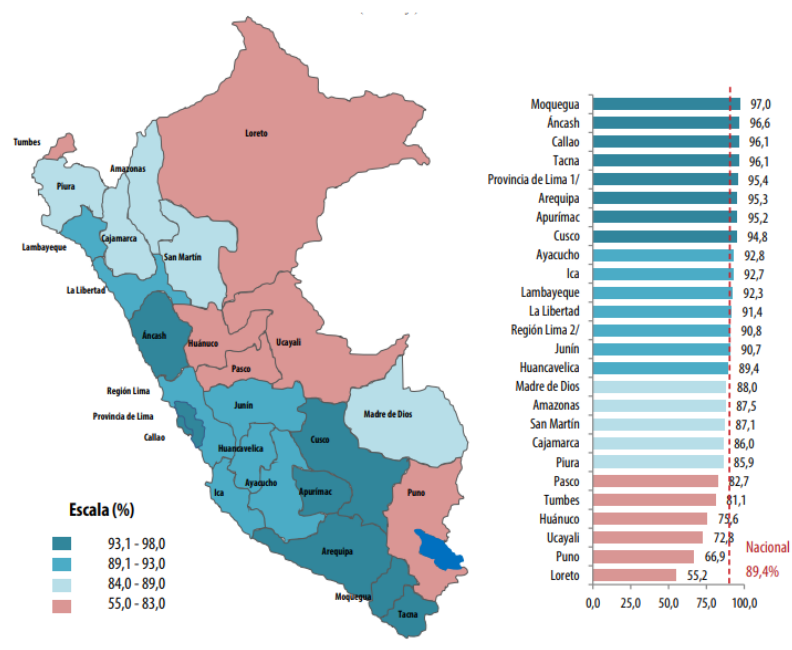 Loreto
Tumbes
Amazonas
Piura
Cajamarca
San Martín
Lambayeque
La Libertad
Áncash
Huánuco
Ucayali
Pasco
Región Lima
Junín
Madre de Dios
Provincia de Lima
Callao
Cusco
Huancavelica
Ayacucho
Apurímac
Ica
Puno
Arequipa
Moquegua
Tacna
Escala (%)
93,1 - 98,0
89,1 - 93,0
84,0 - 89,0
55,0 - 83,0
Moquegua 97,0
Áncash 96,6
Callao 96,1
Tacna 96,1
Provincia de Lima 1/ 95,4
Arequipa 95,3
Apurímac 95,2
Cusco 94,8
Ayacucho 92,8
Ica 92,7
Lambayeque 92,3
La Libertad 91,4
Región Lima 2/ 90,8
Junín 90,7
Huancavelica 89,4
Madre de Dios 88,0
Amazonas 87,5
San Martín 87,1
Cajamarca 86,0
Piura 85,9
Pasco 82,7
Tumbes 81,1
Huánuco 75,6
Ucayali 72,8
Puno 66,9
Loreto 55,2
Nacional
89,4%
0,0 25,0 50,0 75,0 100,0